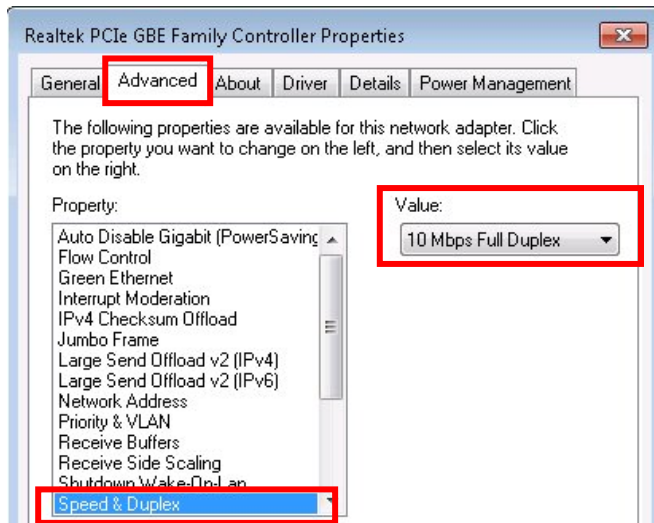 Realtek PCIe GBE Family Controller Properties
General Advanced About Driver Details Power Management
The following properties are available for this network adapter. Click
the property you want to change on the left, and then select its value
on the right.
Property:
Value:
10 Mbps Full Duplex
Auto Disable Gigabit (PowerSaving
Flow Control
Green Ethernet
Interrupt Moderation
IPv4 Checksum Offload
Jumbo Frame
Large Send Offload v2 (IPv4)
Large Send Offload v2 (IPv6)
Network Address
Priority & VLAN
Receive Buffers
Receive Side Scaling
Shutdown Wake-On-Lan
Speed & Duplex